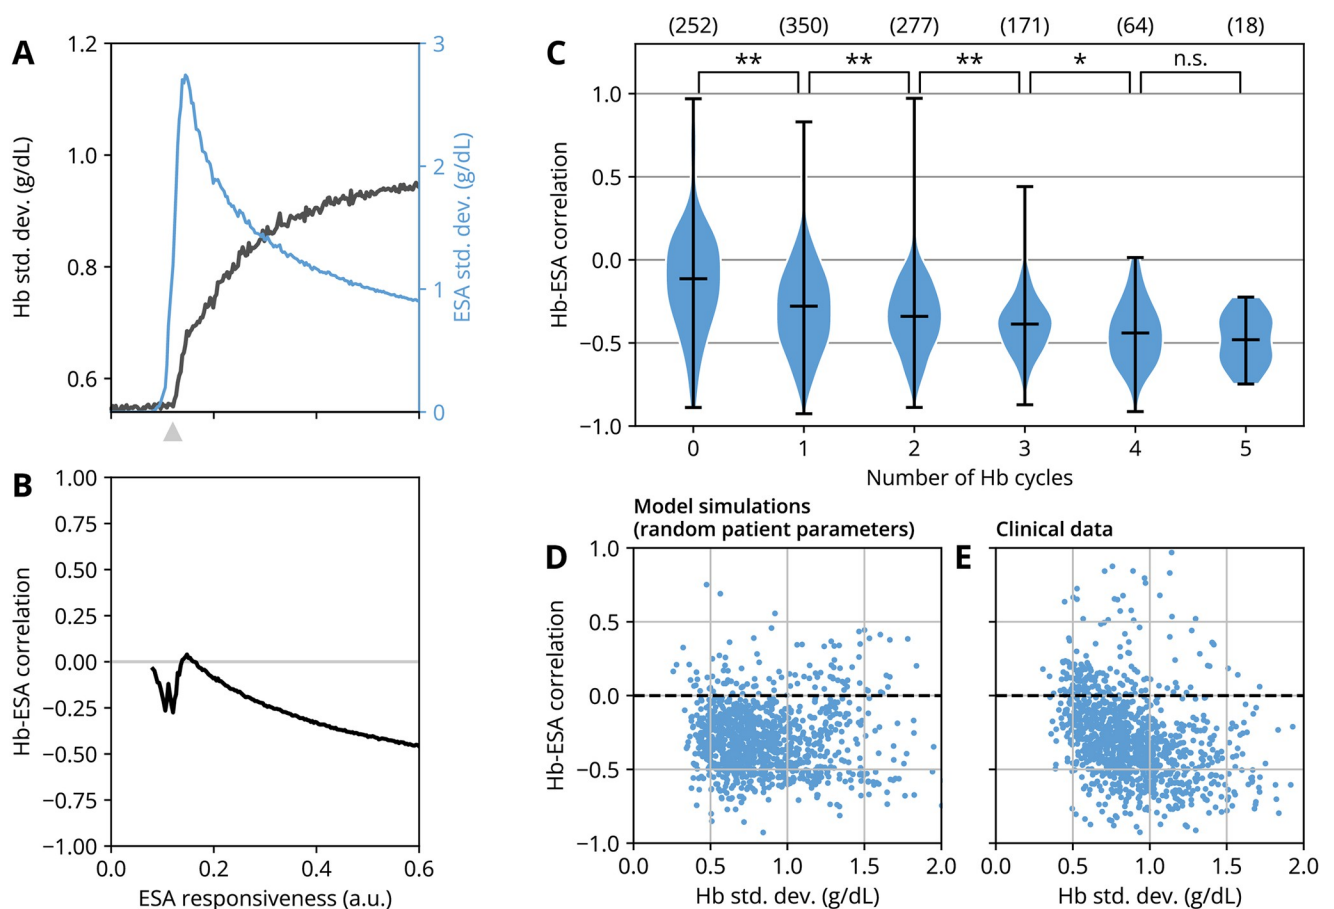 A
Hb std. dev. (g/dL)
1.2
1.0
0.8
0.6
3
2
1
0
ESA std. dev. (g/dL)
B
Hb-ESA correlation
1.00
0.75
0.50
0.25
0.00
−0.25
−0.50
−0.75
−1.00
0.0 0.2 0.4 0.6
ESA responsiveness (a.u.)
C
(252) (350) (277) (171) (64) (18)
** ** ** * n.s.
Hb-ESA correlation
1.0
0.5
0.0
−0.5
−1.0
0 1 2 3 4 5
Number of Hb cycles
Model simulations
(random patient parameters)
D
Hb-ESA correlation
1.0
0.5
0.0
−0.5
−1.0
0.0 0.5 1.0 1.5 2.0
Hb std. dev. (g/dL)
Clinical data
E
0.0 0.5 1.0 1.5 2.0
Hb std. dev. (g/dL)